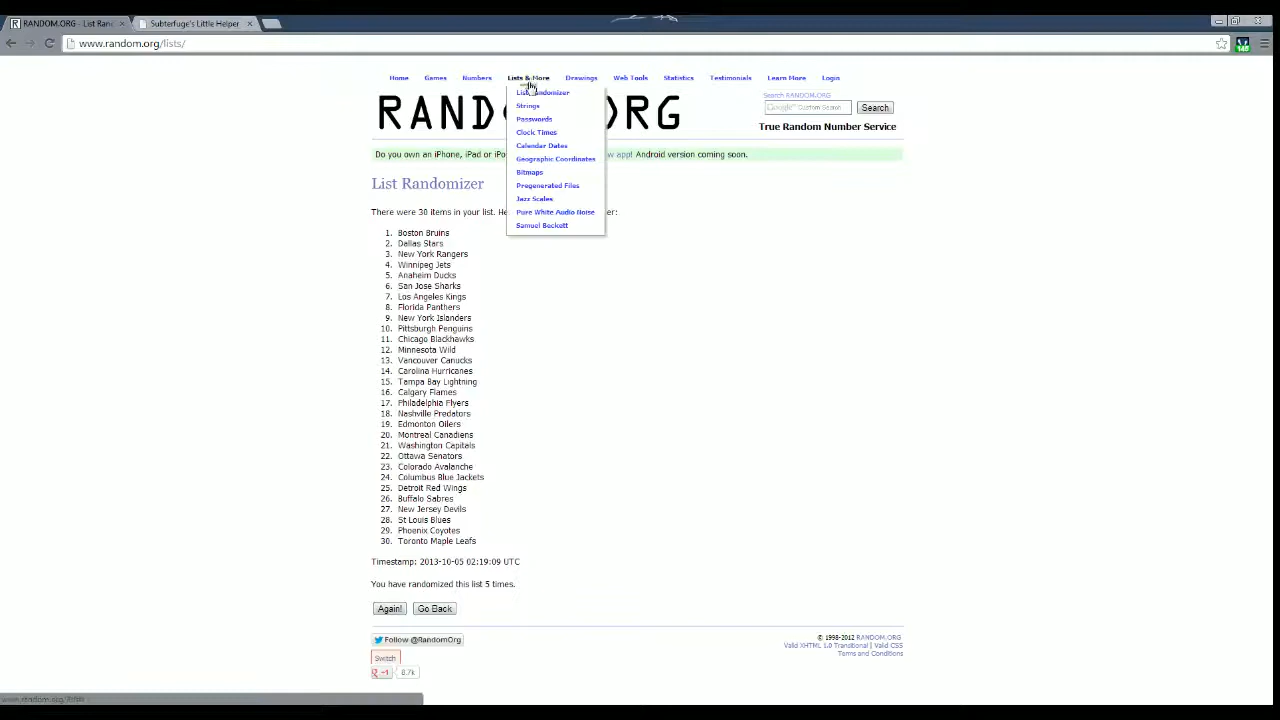 RANDOM.ORG - List Ran
Subterfuge's Little Helper
www.random.org/lists/
148
Home Games Numbers Lists & More Drawings Web Tools Statistics Testimonials Learn More Login
List Randomizer
Strings
Passwords
Clock Times
Calendar Dates
Geographic Coordinates
Bitmaps
Pregenerated Files
Jazz Scales
Pure White Audio Noise
Samuel Beckett
RAND RG
Search RANDOM.ORG
Google™ Custom Search Search
True Random Number Service
Do you own an iPhone, iPad or iPo w app! Android version coming soon.
List Randomizer
There were 30 items in your list. He er:
1. Boston Bruins
2. Dallas Stars
3. New York Rangers
4. Winnipeg Jets
5. Anaheim Ducks
6. San Jose Sharks
7. Los Angeles Kings
8. Florida Panthers
9. New York Islanders
10. Pittsburgh Penguins
11. Chicago Blackhawks
12. Minnesota Wild
13. Vancouver Canucks
14. Carolina Hurricanes
15. Tampa Bay Lightning
16. Calgary Flames
17. Philadelphia Flyers
18. Nashville Predators
19. Edmonton Oilers
20. Montreal Canadiens
21. Washington Capitals
22. Ottawa Senators
23. Colorado Avalanche
24. Columbus Blue Jackets
25. Detroit Red Wings
26. Buffalo Sabres
27. New Jersey Devils
28. St Louis Blues
29. Phoenix Coyotes
30. Toronto Maple Leafs
Timestamp: 2013-10-05 02:19:09 UTC
You have randomized this list 5 times.
Again! Go Back
Follow @RandomOrg
Switch
+1 8.7k
© 1998-2012 RANDOM.ORG
Valid XHTML 1.0 Transitional | Valid CSS
Terms and Conditions